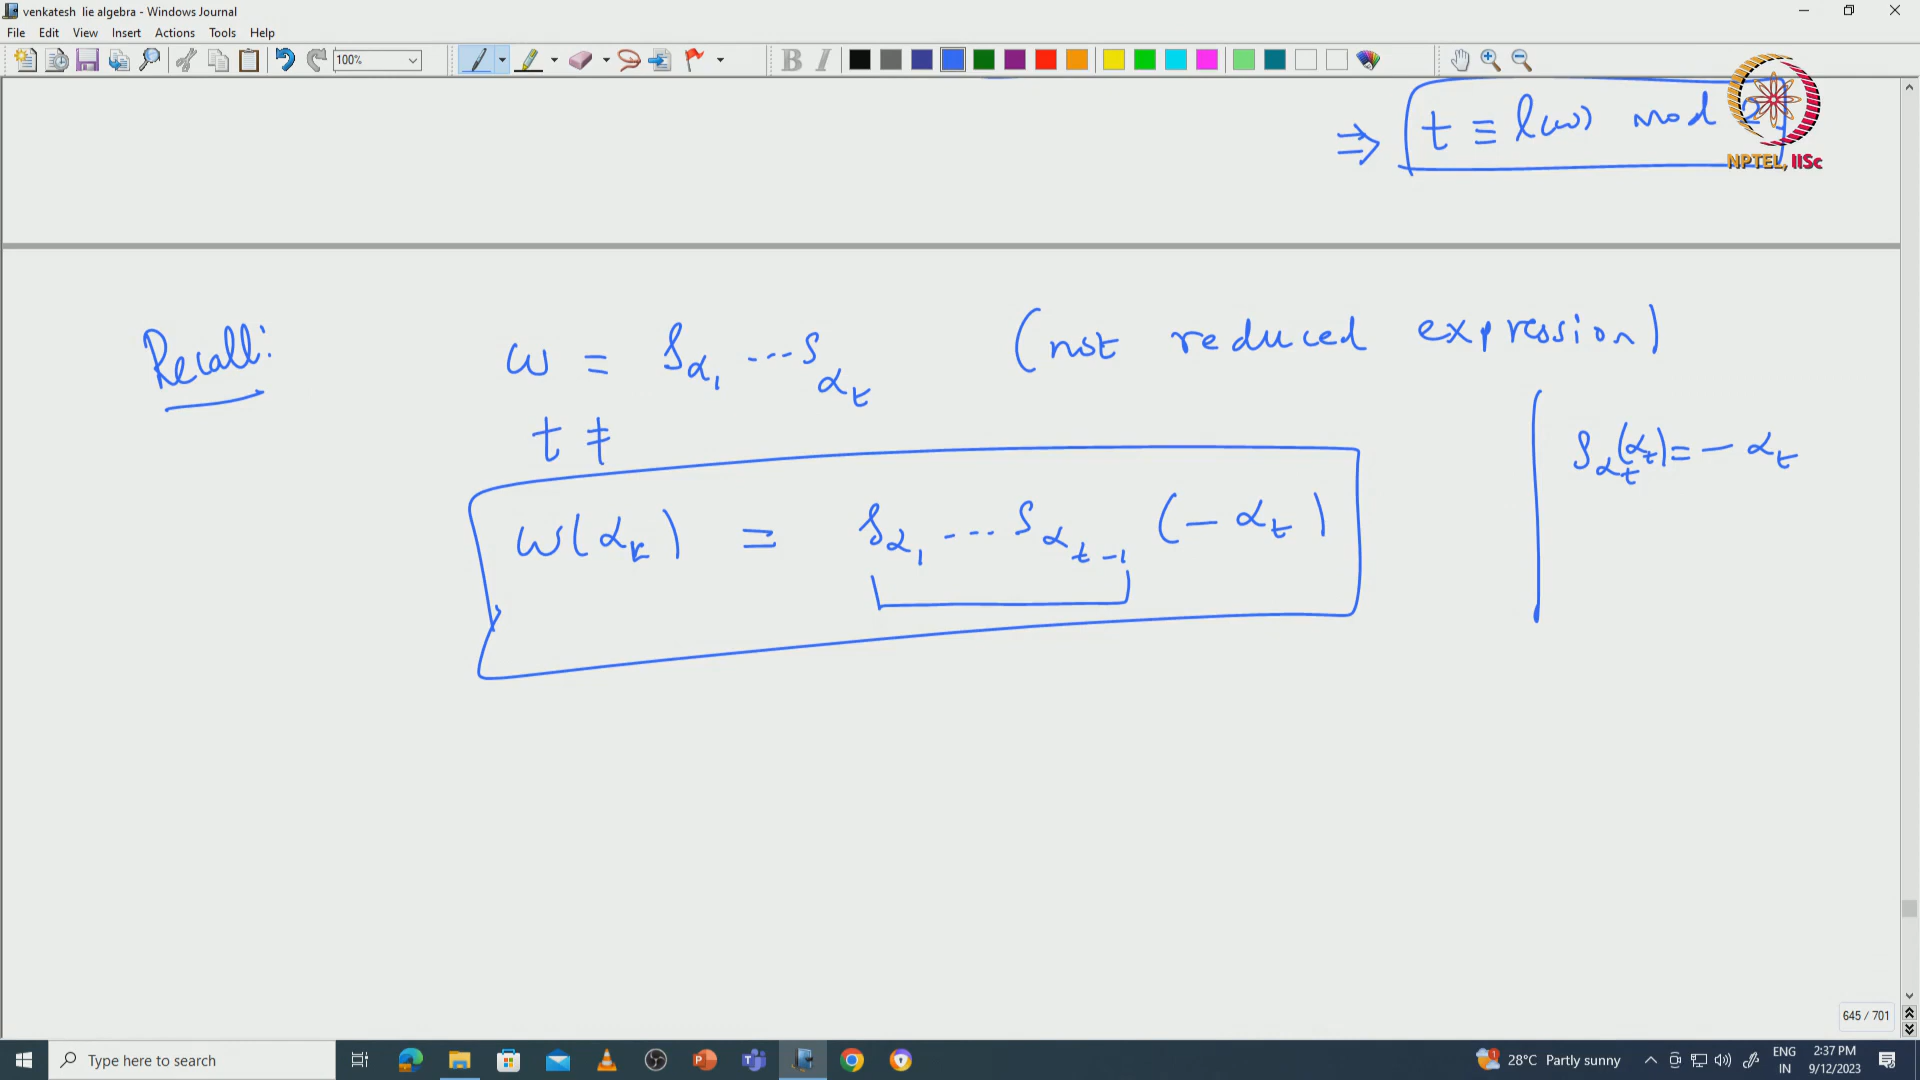 venkatesh lie algebra - Windows Journal
File Edit View Insert Actions Tools Help
100%
⇒ t ≡ l(w) mod 2
NPTEL, IISc
Recall: w = s_{α_1} ... s_{α_t} (not reduced expression)
t ≠
s_{α_t}(α_t) = - α_t
w(α_k) = s_{α_1} ... s_{α_{t-1}} (- α_t)
645 / 701
Type here to search
1
28°C Partly sunny
ENG
IN
2:37 PM
9/12/2023